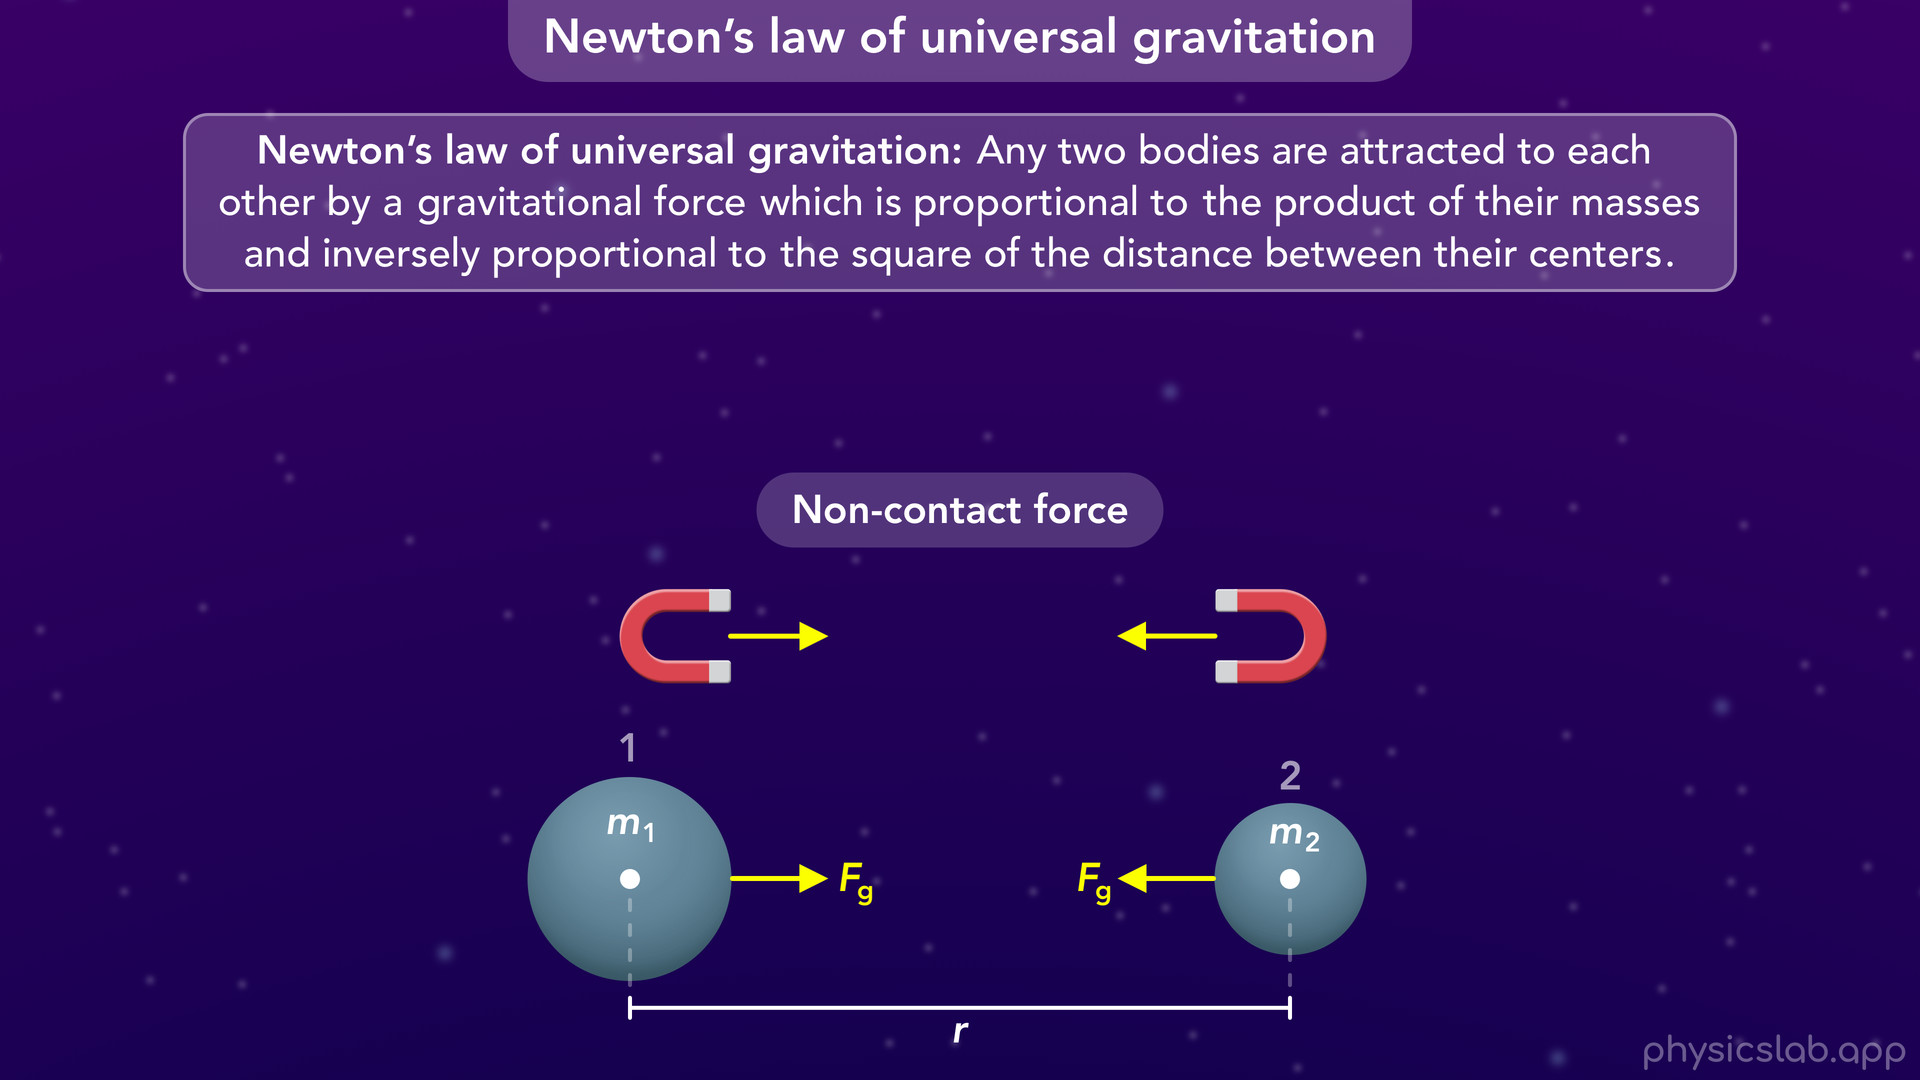 Newton’s law of universal gravitation
Newton’s law of universal gravitation: Any two bodies are attracted to each
other by a gravitational force which is proportional to the product of their masses
and inversely proportional to the square of the distance between their centers.
Non-contact force
1
2
m₁
m₂
Fg
Fg
r
physicslab.app